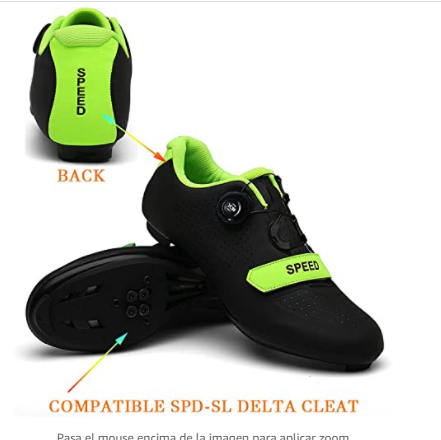 SPEED
BACK
SPEED
COMPATIBLE SPD-SL DELTA CLEAT
Pasa el mouse encima de la imagen para aplicar zoom